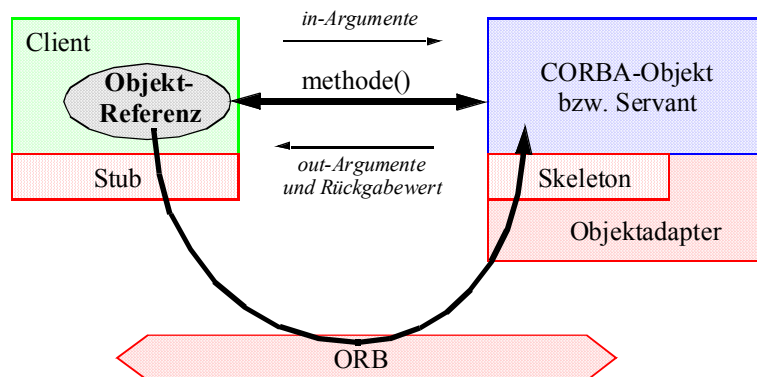 Client
Objekt-
Referenz
Stub
in-Argumente
methode()
out-Argumente
und Rückgabewert
CORBA-Objekt
bzw. Servant
Skeleton
Objektadapter
ORB